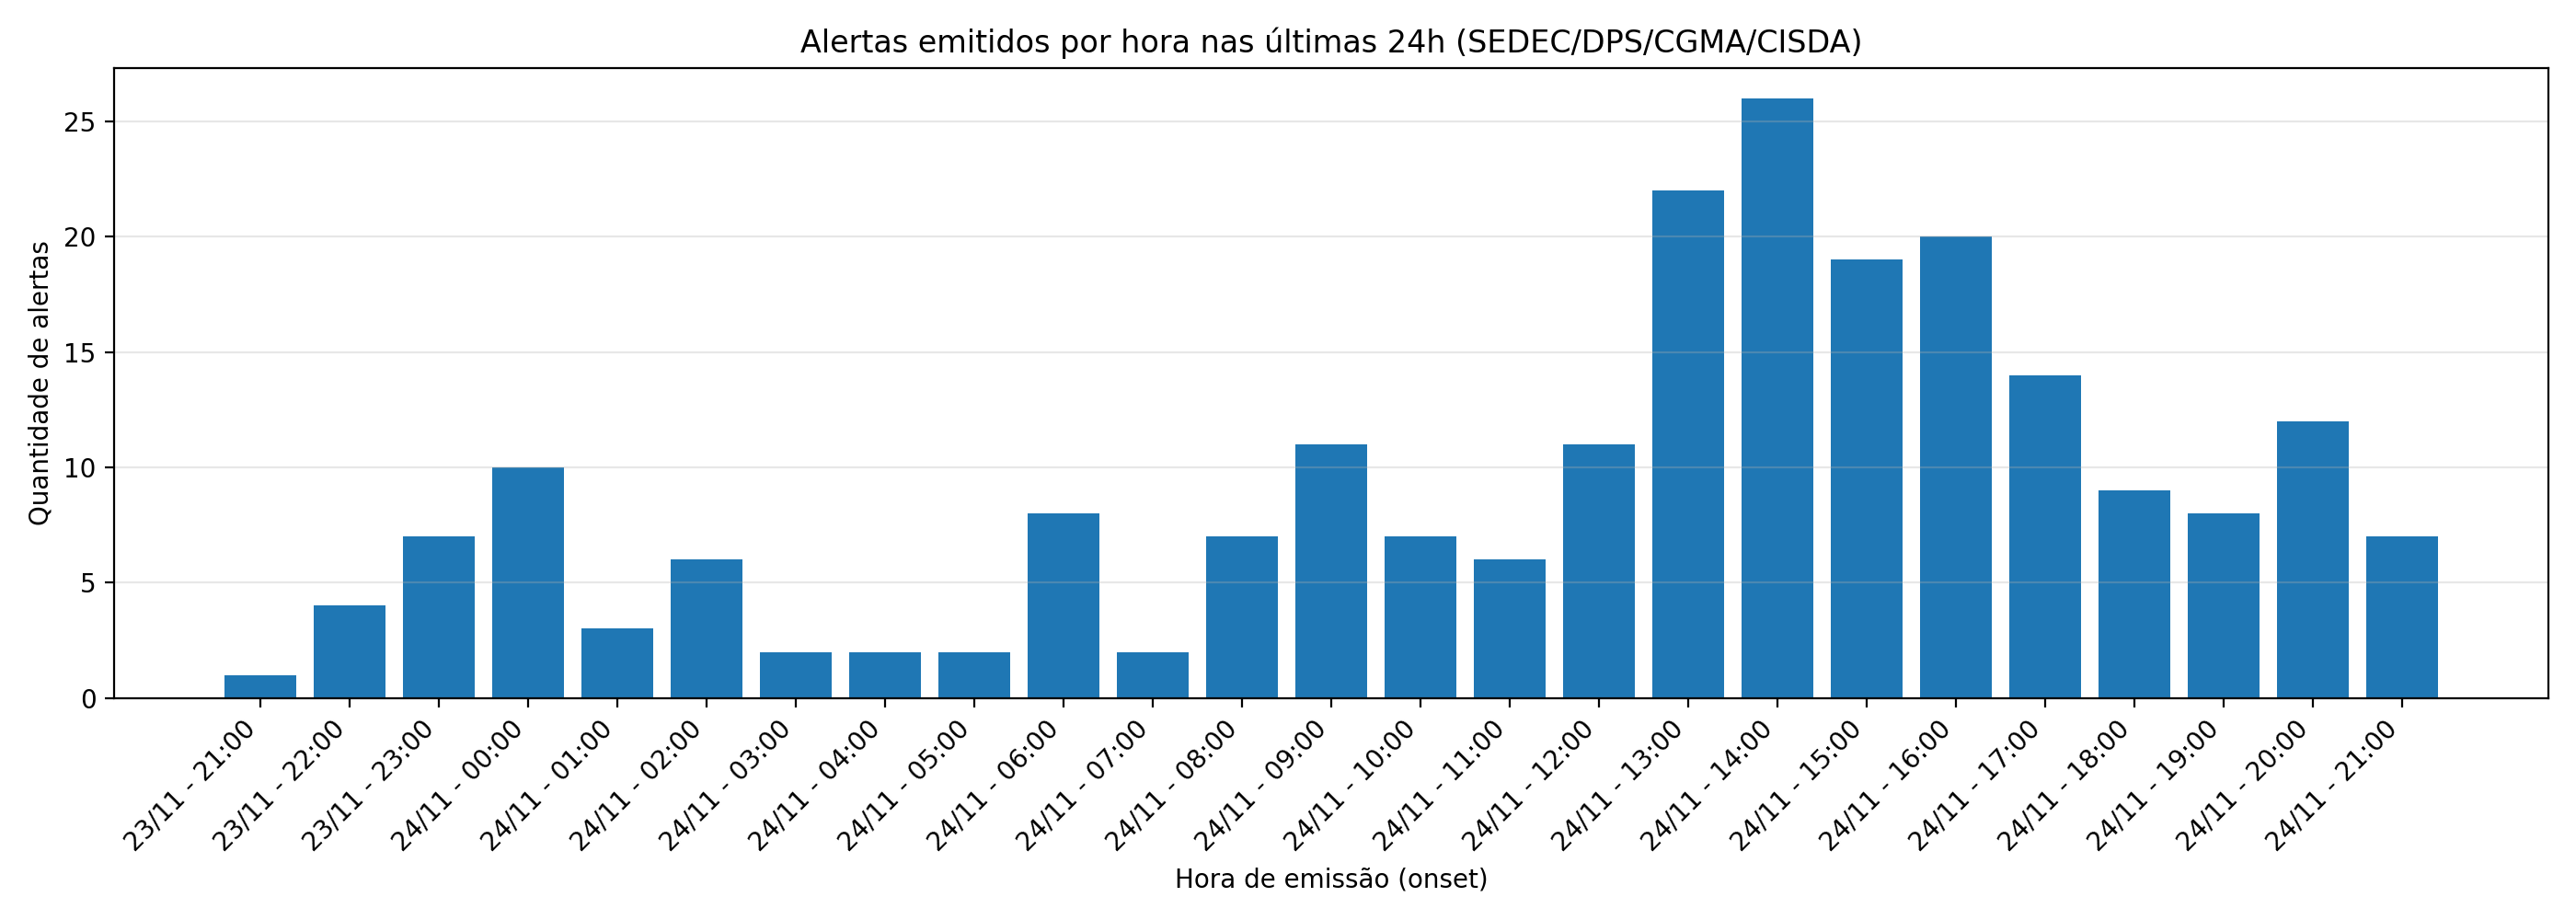 Alertas emitidos por hora nas últimas 24h (SEDEC/DPS/CGMA/CISDA)
Quantidade de alertas
25
20
15
10
5
0
23/11 - 21:00
23/11 - 22:00
23/11 - 23:00
24/11 - 00:00
24/11 - 01:00
24/11 - 02:00
24/11 - 03:00
24/11 - 04:00
24/11 - 05:00
24/11 - 06:00
24/11 - 07:00
24/11 - 08:00
24/11 - 09:00
24/11 - 10:00
24/11 - 11:00
24/11 - 12:00
24/11 - 13:00
24/11 - 14:00
24/11 - 15:00
24/11 - 16:00
24/11 - 17:00
24/11 - 18:00
24/11 - 19:00
24/11 - 20:00
24/11 - 21:00
Hora de emissão (onset)